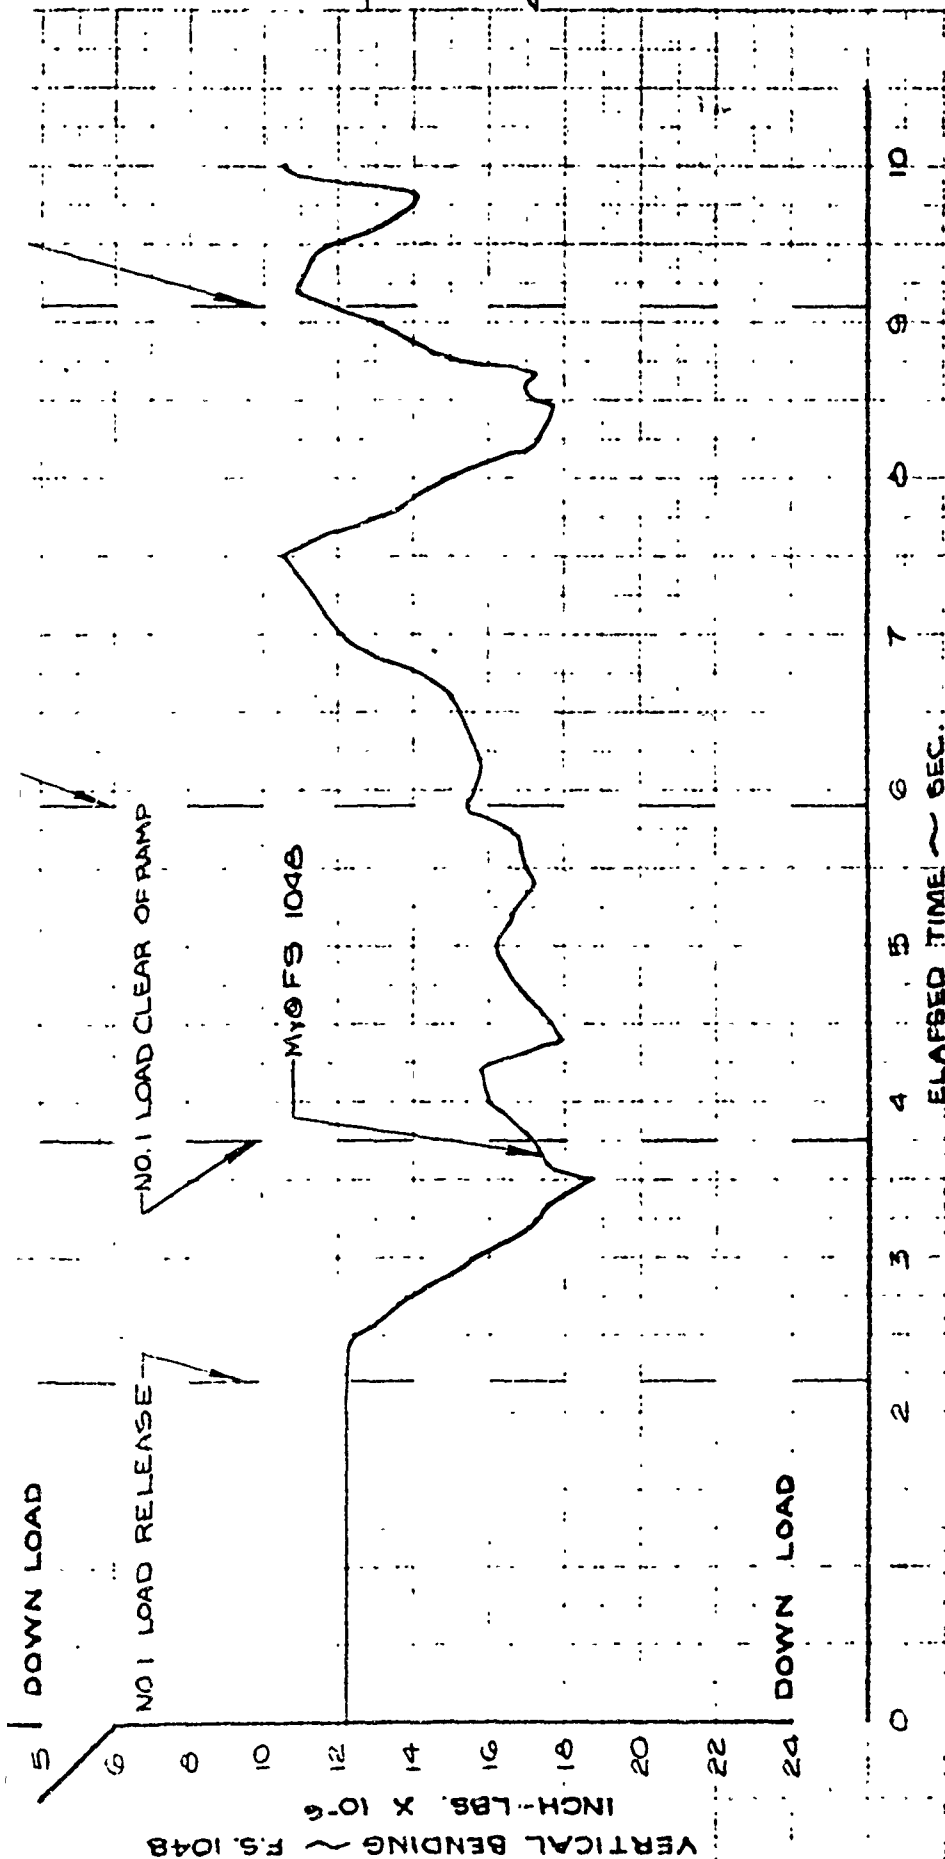 DOWN LOAD
NO 1 LOAD RELEASE
NO. 1 LOAD CLEAR OF RAMP
My@ FS 1048
5
6
8
10
12
14
16
18
20
22
24
VERTICAL BENDING ~ F.S. 1048
INCH-LBS. X 10⁻⁶
DOWN LOAD
0 1 2 3 4 5 6 7 8 9 10
ELAPSED TIME ~ SEC.